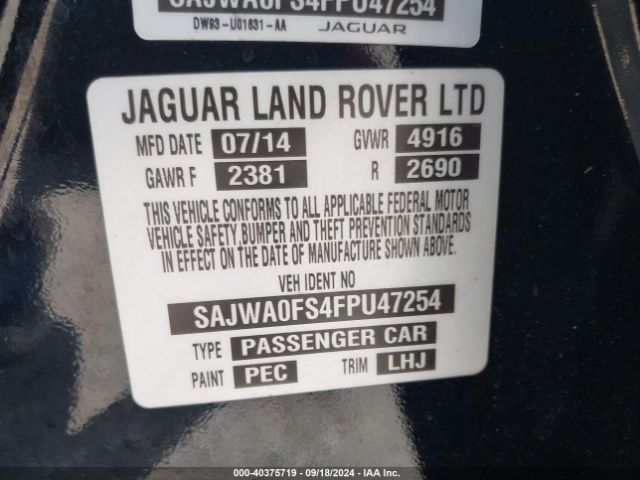 SAJWA0FS4FPU47254
DW93-U01631-AA JAGUAR
JAGUAR LAND ROVER LTD
MFD DATE 07/14 GVWR 4916
GAWR F 2381 R 2690
THIS VEHICLE CONFORMS TO ALL APPLICABLE FEDERAL MOTOR
VEHICLE SAFETY,BUMPER AND THEFT PREVENTION STANDARDS
IN EFFECT ON THE DATE OF MANUFACTURE SHOWN ABOVE.
VEH IDENT NO
SAJWA0FS4FPU47254
TYPE PASSENGER CAR
PAINT PEC TRIM LHJ
000-40375719 - 09/18/2024 - IAA Inc.